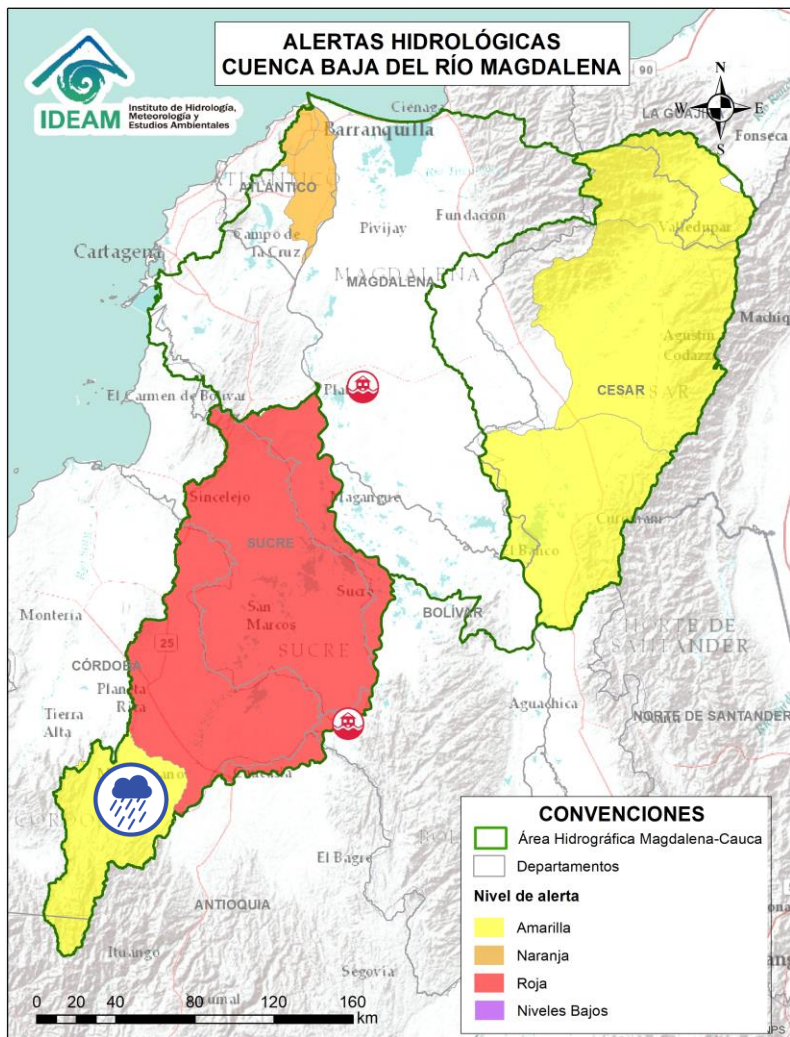 ALERTAS HIDROLÓGICAS
CUENCA BAJA DEL RÍO MAGDALENA
IDEAM
Instituto de Hidrología,
Meteorología y
Estudios Ambientales
N
W E
S
90
Ciénaga
LA GUAJIRA
Fonseca
Barranquilla
ATLANTICO
Fundación
Pivijay
Valledupar
Campo de
la Cruz
Cartagena
MAGDALENA
MAGDALENA
Machiq
Agustín
Codazzi
CESAR
El Carmen de Bolívar
Sincelejo
Magangue
SUCRE
El Banco
Sucre
BOLÍVAR
San
Marcos
Montería
SUCRE
NORTE DE
SANTANDER
25
CÓRDOBA
Planeta
Rica
Aguachica
Tierra
Alta
NORTE DE SANTANDER
El Bagre
ANTIOQUIA
Ituango
Segovia
CONVENCIONES
Área Hidrográfica Magdalena-Cauca
Departamentos
Nivel de alerta
Amarilla
Naranja
Roja
Niveles Bajos
0 20 40 80 120 160
km